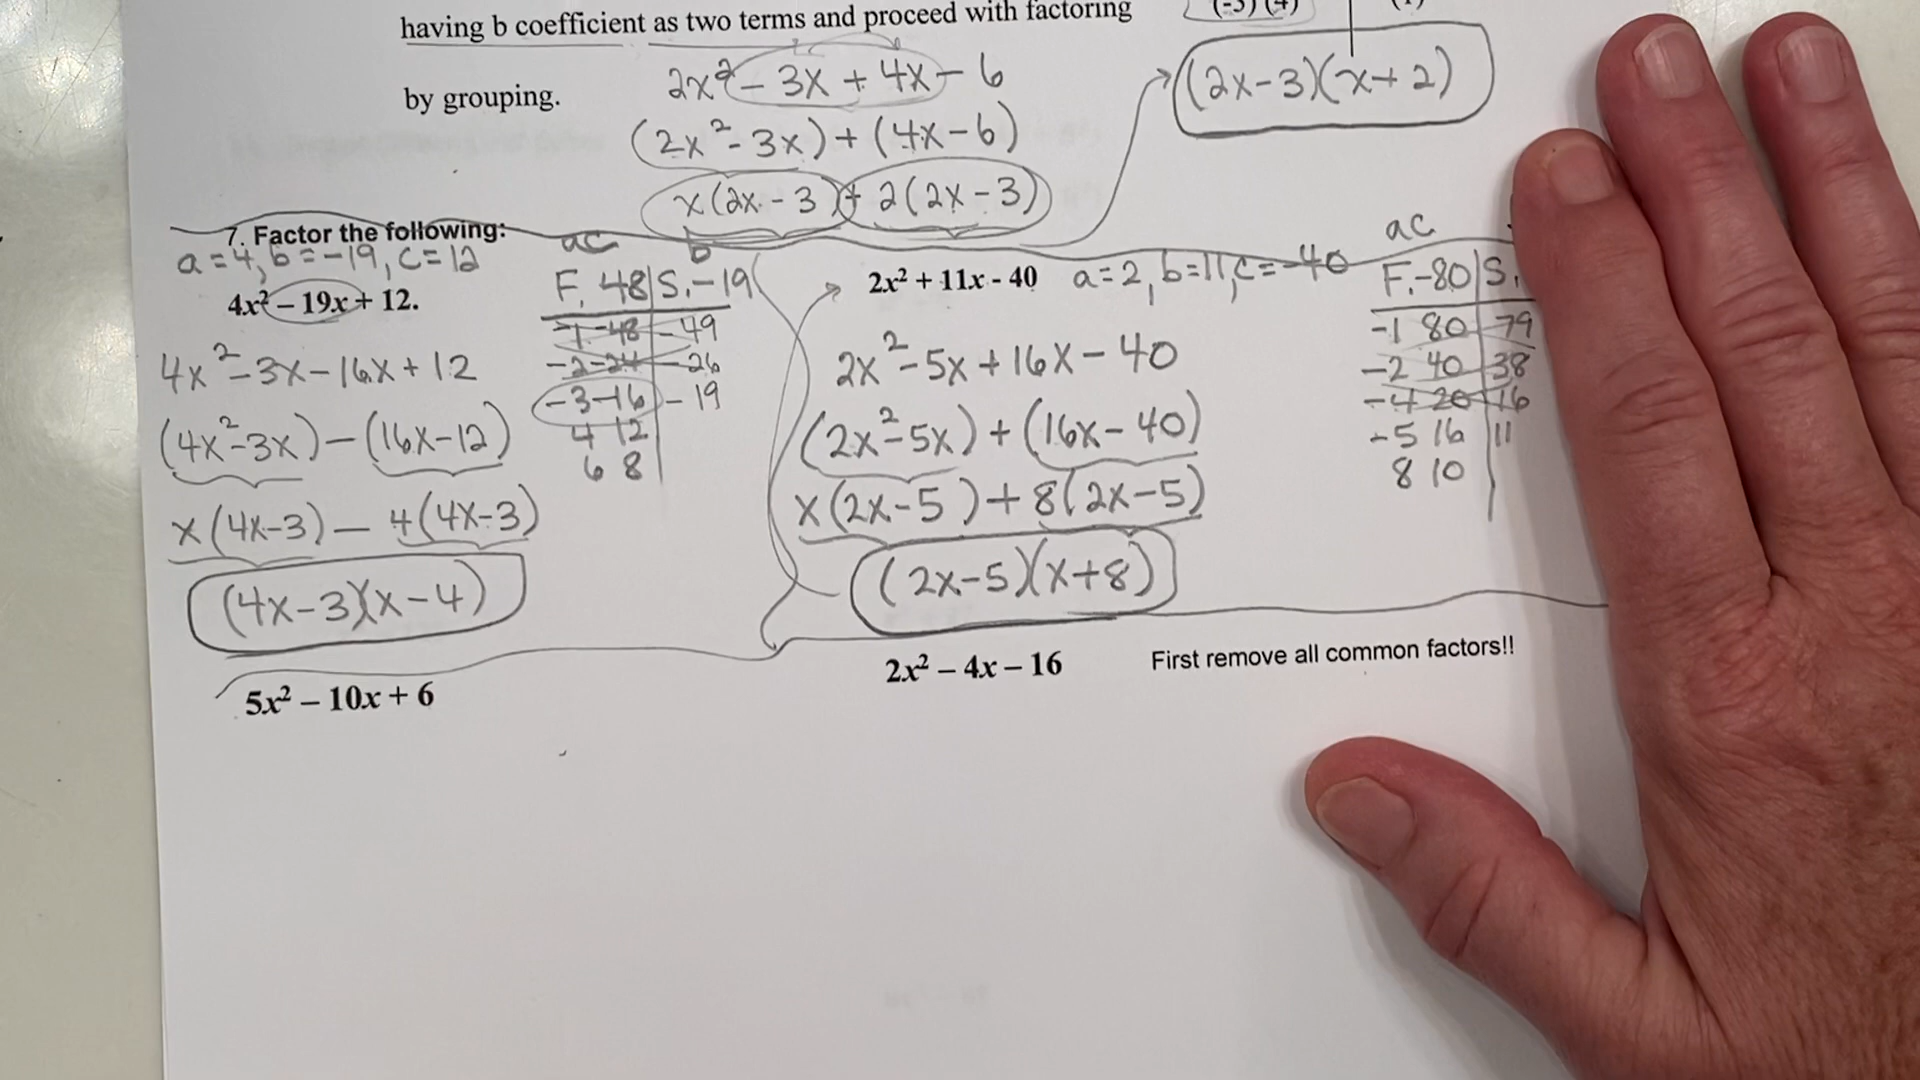 having b coefficient as two terms and proceed with factoring
by grouping.
2x² - 3x + 4x - 6
(2x² - 3x) + (4x - 6)
x(2x - 3) + 2(2x - 3)
(2x-3)(x+2)
7. Factor the following:
a=4, b=-19, c=12
4x² – 19x + 12.
4x²-3x-16x+12
(4x²-3x)-(16x-12)
x(4x-3) - 4(4x-3)
(4x-3)(x-4)
ac b
F. 48 S. -19
-1 -48 -49
-2 -24 -26
-3 -16 -19
4 12
6 8
2x² + 11x - 40
a=2, b=11, c=-40
2x²-5x+16x-40
(2x²-5x)+(16x-40)
x(2x-5)+8(2x-5)
(2x-5)(x+8)
ac
F. -80 S.
-1 80 79
-2 40 38
-4 20 16
-5 16 11
8 10
5x² – 10x + 6
2x² – 4x – 16
First remove all common factors!!